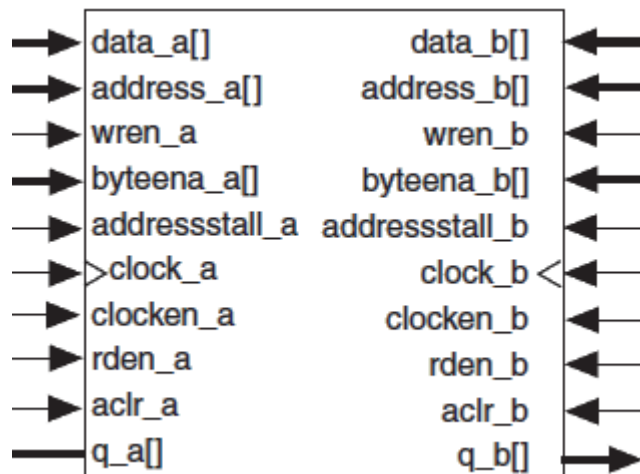 data_a[] data_b[]
address_a[] address_b[]
wren_a wren_b
byteena_a[] byteena_b[]
addressstall_a addressstall_b
clock_a clock_b
clocken_a clocken_b
rden_a rden_b
aclr_a aclr_b
q_a[] q_b[]